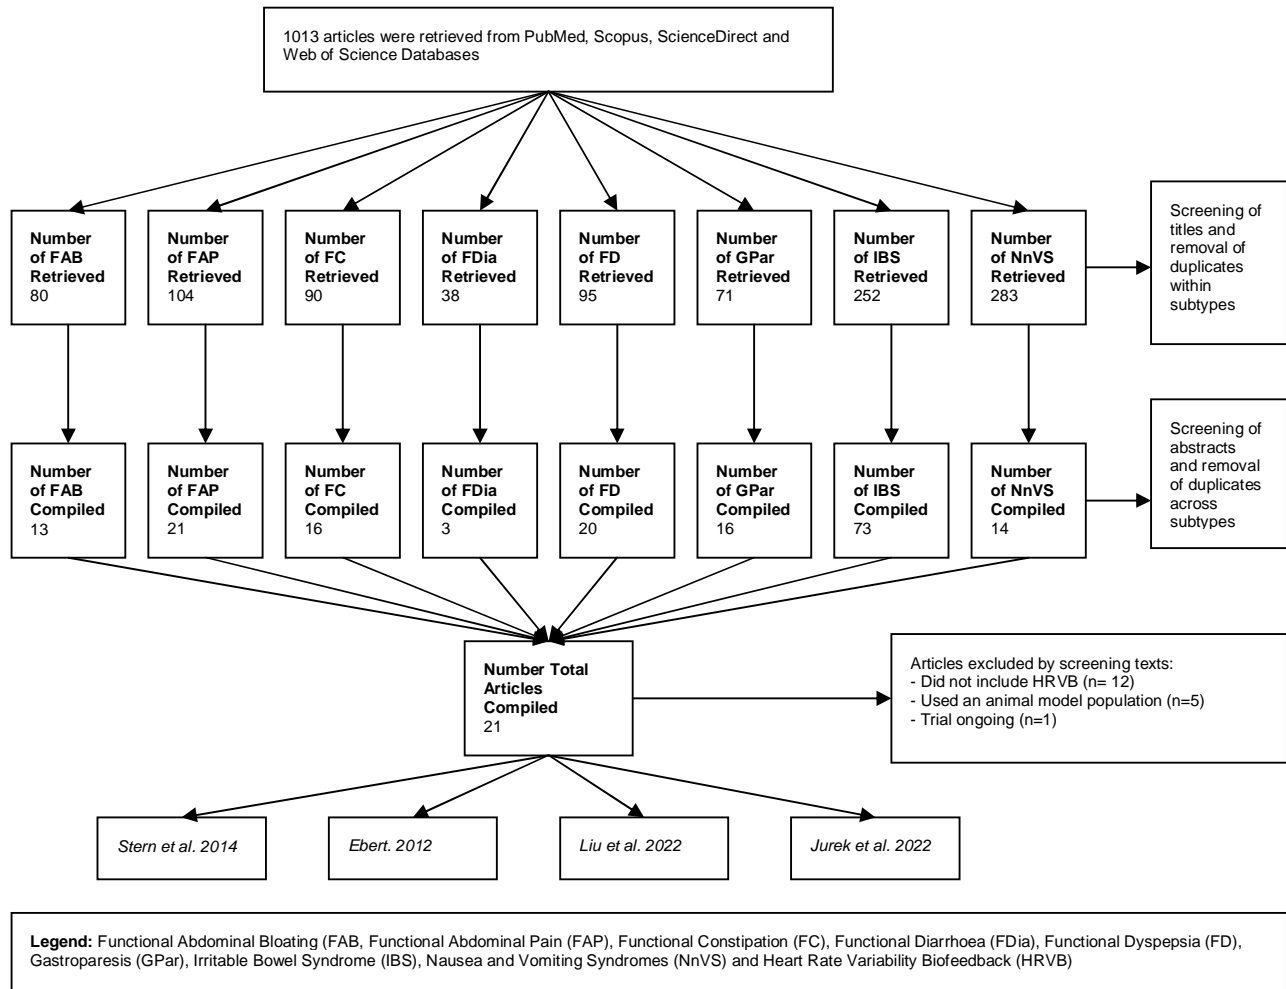 1013 articles were retrieved from PubMed, Scopus, ScienceDirect and
Web of Science Databases
Number
of FAB
Retrieved
80
Number
of FAP
Retrieved
104
Number
of FC
Retrieved
90
Number
of FDia
Retrieved
38
Number
of FD
Retrieved
95
Number
of GPar
Retrieved
71
Number
of IBS
Retrieved
252
Number
of NnVS
Retrieved
283
Screening of
titles and
removal of
duplicates
within
subtypes
Number
of FAB
Compiled
13
Number
of FAP
Compiled
21
Number
of FC
Compiled
16
Number
of FDia
Compiled
3
Number
of FD
Compiled
20
Number
of GPar
Compiled
16
Number
of IBS
Compiled
73
Number
of NnVS
Compiled
14
Screening of
abstracts
and removal
of duplicates
across
subtypes
Number Total
Articles
Compiled
21
Articles excluded by screening texts:
- Did not include HRVB (n= 12)
- Used an animal model population (n=5)
- Trial ongoing (n=1)
Stern et al. 2014
Ebert. 2012
Liu et al. 2022
Jurek et al. 2022
Legend: Functional Abdominal Bloating (FAB, Functional Abdominal Pain (FAP), Functional Constipation (FC), Functional Diarrhoea (FDia), Functional Dyspepsia (FD),
Gastroparesis (GPar), Irritable Bowel Syndrome (IBS), Nausea and Vomiting Syndromes (NnVS) and Heart Rate Variability Biofeedback (HRVB)